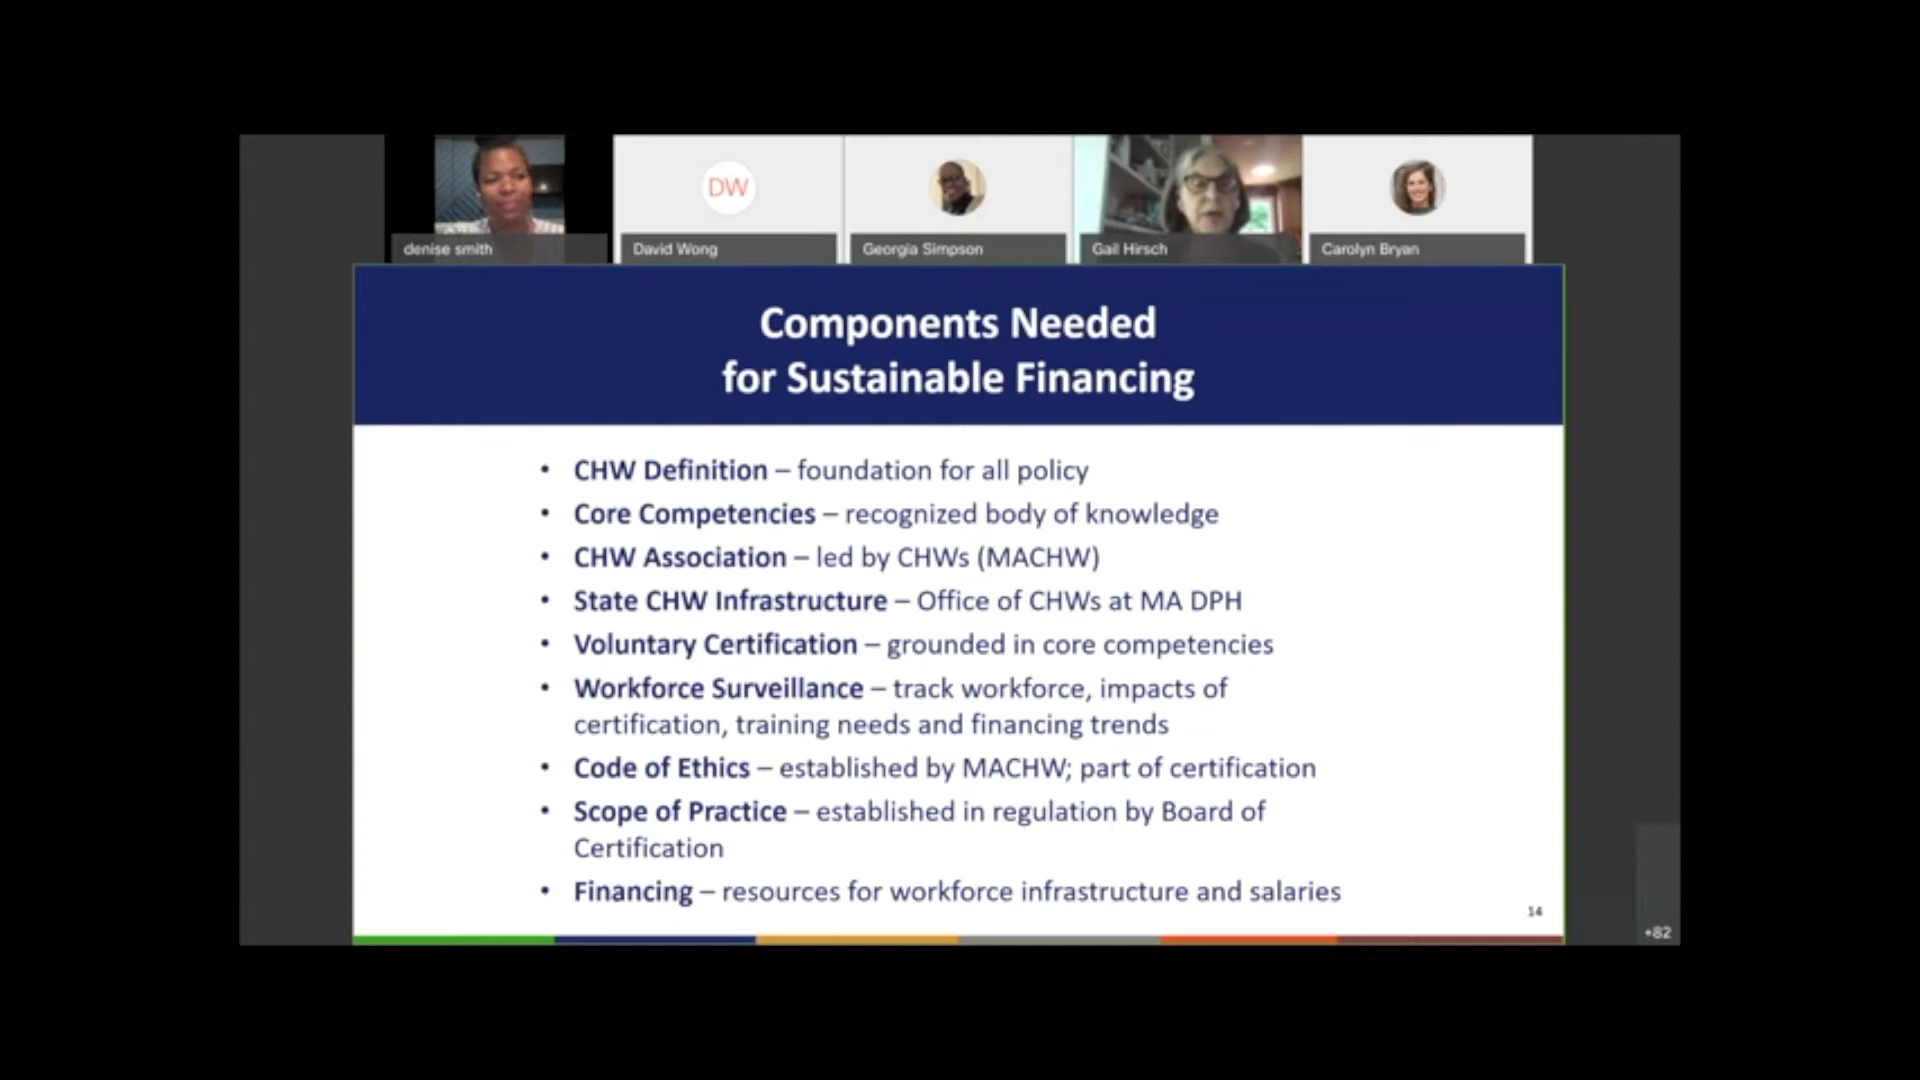 DW
denise smith
David Wong
Georgia Simpson
Gail Hirsch
Carolyn Bryan
Components Needed
for Sustainable Financing
• CHW Definition – foundation for all policy
• Core Competencies – recognized body of knowledge
• CHW Association – led by CHWs (MACHW)
• State CHW Infrastructure – Office of CHWs at MA DPH
• Voluntary Certification – grounded in core competencies
• Workforce Surveillance – track workforce, impacts of
certification, training needs and financing trends
• Code of Ethics – established by MACHW; part of certification
• Scope of Practice – established in regulation by Board of
Certification
• Financing – resources for workforce infrastructure and salaries
14
+82